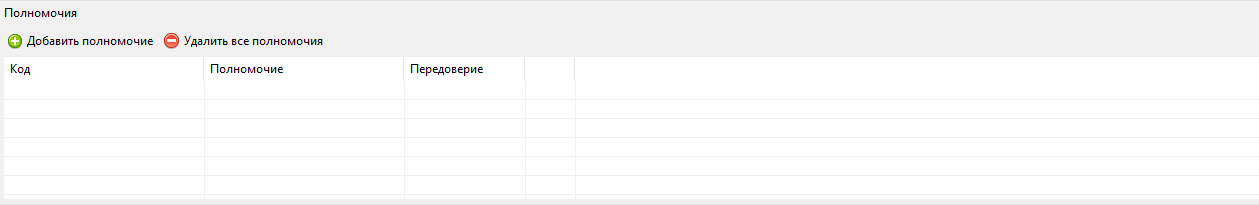 Полномочия
Добавить полномочие Удалить все полномочия
Код Полномочие Передоверие